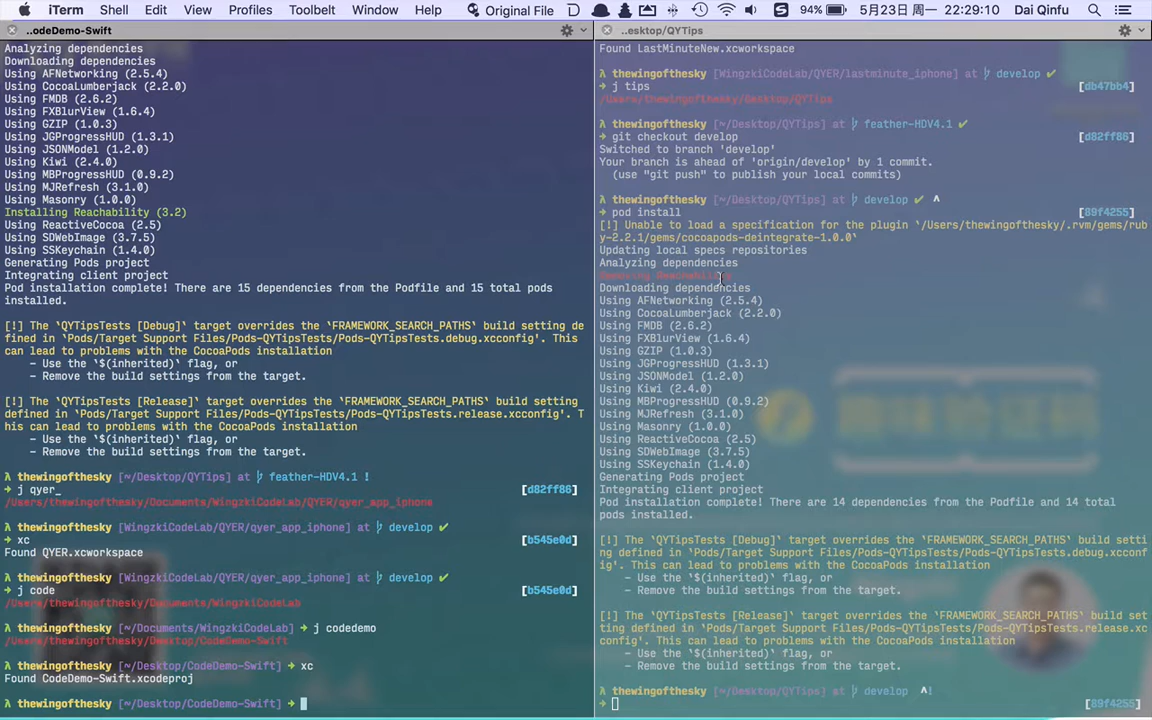 iTerm Shell Edit View Profiles Toolbelt Window Help Original File 94% 5月23日 周一 22:29:10 Dai Qinfu
..odeDemo-Swift
Analyzing dependencies
Downloading dependencies
Using AFNetworking (2.5.4)
Using CocoaLumberjack (2.2.0)
Using FMDB (2.6.2)
Using FXBlurView (1.6.4)
Using GZIP (1.0.3)
Using JGProgressHUD (1.3.1)
Using JSONModel (1.2.0)
Using Kiwi (2.4.0)
Using MBProgressHUD (0.9.2)
Using MJRefresh (3.1.0)
Using Masonry (1.0.0)
Installing Reachability (3.2)
Using ReactiveCocoa (2.5)
Using SDWebImage (3.7.5)
Using SSKeychain (1.4.0)
Generating Pods project
Integrating client project
Pod installation complete! There are 15 dependencies from the Podfile and 15 total pods
installed.
[!] The `QYTipsTests [Debug]` target overrides the `FRAMEWORK_SEARCH_PATHS` build setting de
fined in `Pods/Target Support Files/Pods-QYTipsTests/Pods-QYTipsTests.debug.xcconfig'. This
can lead to problems with the CocoaPods installation
- Use the `$(inherited)` flag, or
- Remove the build settings from the target.
[!] The `QYTipsTests [Release]` target overrides the `FRAMEWORK_SEARCH_PATHS` build setting
defined in `Pods/Target Support Files/Pods-QYTipsTests/Pods-QYTipsTests.release.xcconfig'. T
his can lead to problems with the CocoaPods installation
- Use the `$(inherited)` flag, or
- Remove the build settings from the target.
λ thewingofthesky [~/Desktop/QYTips] at feather-HDV4.1 !
➜ j qyer_ [d82ff86]
/Users/thewingofthesky/Documents/WingzkiCodeLab/QYER/qyer_app_iphone
λ thewingofthesky [WingzkiCodeLab/QYER/qyer_app_iphone] at develop ✔
➜ xc [b545e0d]
Found QYER.xcworkspace
λ thewingofthesky [WingzkiCodeLab/QYER/qyer_app_iphone] at develop ✔
➜ j code [b545e0d]
/Users/thewingofthesky/Documents/WingzkiCodeLab
λ thewingofthesky [~/Documents/WingzkiCodeLab] ➜ j codedemo
/Users/thewingofthesky/Desktop/CodeDemo-Swift
λ thewingofthesky [~/Desktop/CodeDemo-Swift] ➜ xc
Found CodeDemo-Swift.xcodeproj
λ thewingofthesky [~/Desktop/CodeDemo-Swift] ➜
..esktop/QYTips
Found LastMinuteNew.xcworkspace
λ thewingofthesky [WingzkiCodeLab/QYER/lastminute_iphone] at develop ✔
➜ j tips [db47bb4]
/Users/thewingofthesky/Desktop/QYTips
λ thewingofthesky [~/Desktop/QYTips] at feather-HDV4.1 ✔
➜ git checkout develop [d82ff86]
Switched to branch 'develop'
Your branch is ahead of 'origin/develop' by 1 commit.
(use "git push" to publish your local commits)
λ thewingofthesky [~/Desktop/QYTips] at develop ✔ ^
➜ pod install [89f4255]
[!] Unable to load a specification for the plugin `/Users/thewingofthesky/.rvm/gems/ru
by-2.2.1/gems/cocoapods-deintegrate-1.0.0`
Updating local specs repositories
Analyzing dependencies
Removing Reachability
Downloading dependencies
Using AFNetworking (2.5.4)
Using CocoaLumberjack (2.2.0)
Using FMDB (2.6.2)
Using FXBlurView (1.6.4)
Using GZIP (1.0.3)
Using JGProgressHUD (1.3.1)
Using JSONModel (1.2.0)
Using Kiwi (2.4.0)
Using MBProgressHUD (0.9.2)
Using MJRefresh (3.1.0)
Using Masonry (1.0.0)
Using ReactiveCocoa (2.5)
Using SDWebImage (3.7.5)
Using SSKeychain (1.4.0)
Generating Pods project
Integrating client project
Pod installation complete! There are 14 dependencies from the Podfile and 14 total
pods installed.
[!] The `QYTipsTests [Debug]` target overrides the `FRAMEWORK_SEARCH_PATHS` build setti
ng defined in `Pods/Target Support Files/Pods-QYTipsTests/Pods-QYTipsTests.debug.xcconf
ig'. This can lead to problems with the CocoaPods installation
- Use the `$(inherited)` flag, or
- Remove the build settings from the target.
[!] The `QYTipsTests [Release]` target overrides the `FRAMEWORK_SEARCH_PATHS` build set
ting defined in `Pods/Target Support Files/Pods-QYTipsTests/Pods-QYTipsTests.release.xc
config'. This can lead to problems with the CocoaPods installation
- Use the `$(inherited)` flag, or
- Remove the build settings from the target.
λ thewingofthesky [~/Desktop/QYTips] at develop ^!
➜ [89f4255]